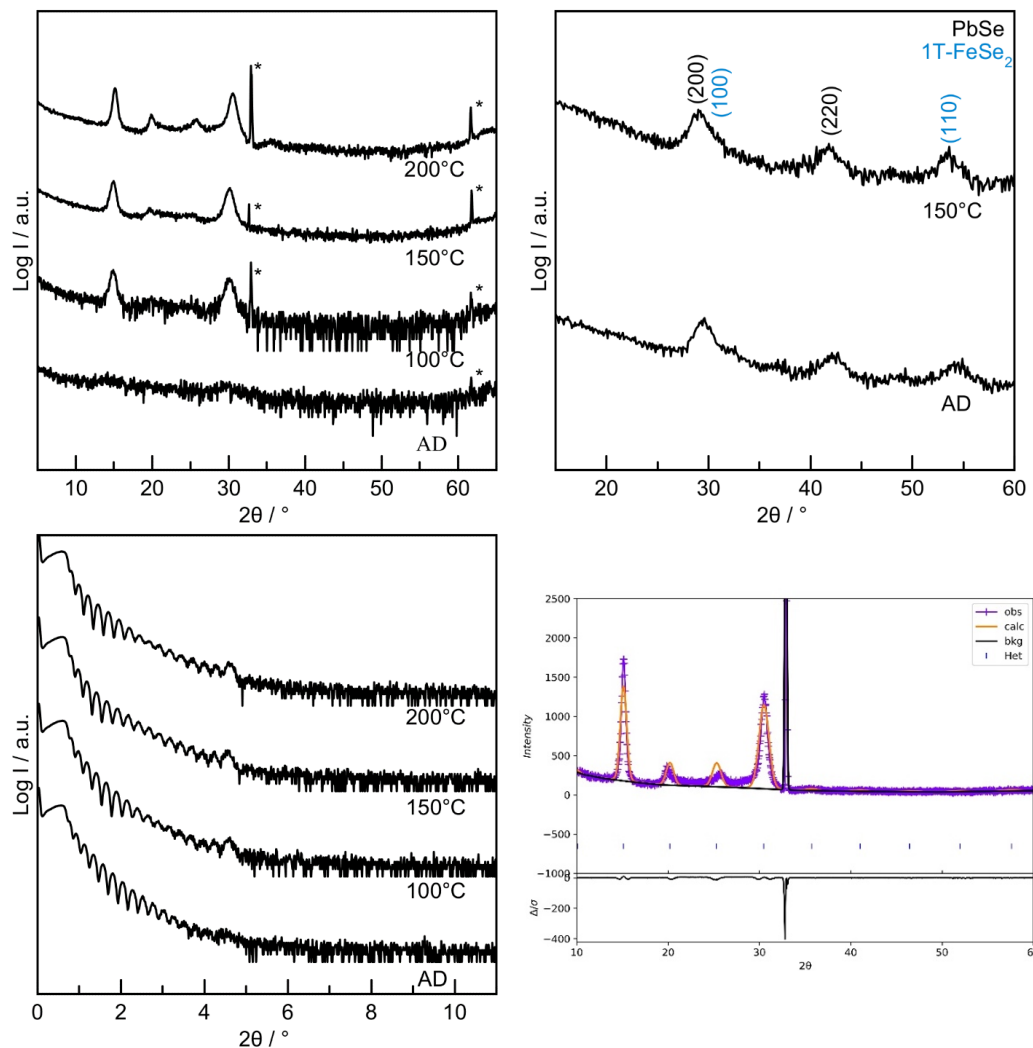 Log I / a.u.
*
*
200°C
*
*
150°C
*
*
100°C
*
AD
10 20 30 40 50 60
2θ / °
PbSe
1T-FeSe₂
Log I / a.u.
(200)
(100)
(220)
(110)
150°C
AD
20 30 40 50 60
2θ / °
Log I / a.u.
200°C
150°C
100°C
AD
0 2 4 6 8 10
2θ / °
obs
calc
bkg
Het
Intensity
2500
2000
1500
1000
500
0
−500
−1000
0
−200
−400
Δ/σ
10 20 30 40 50
2θ